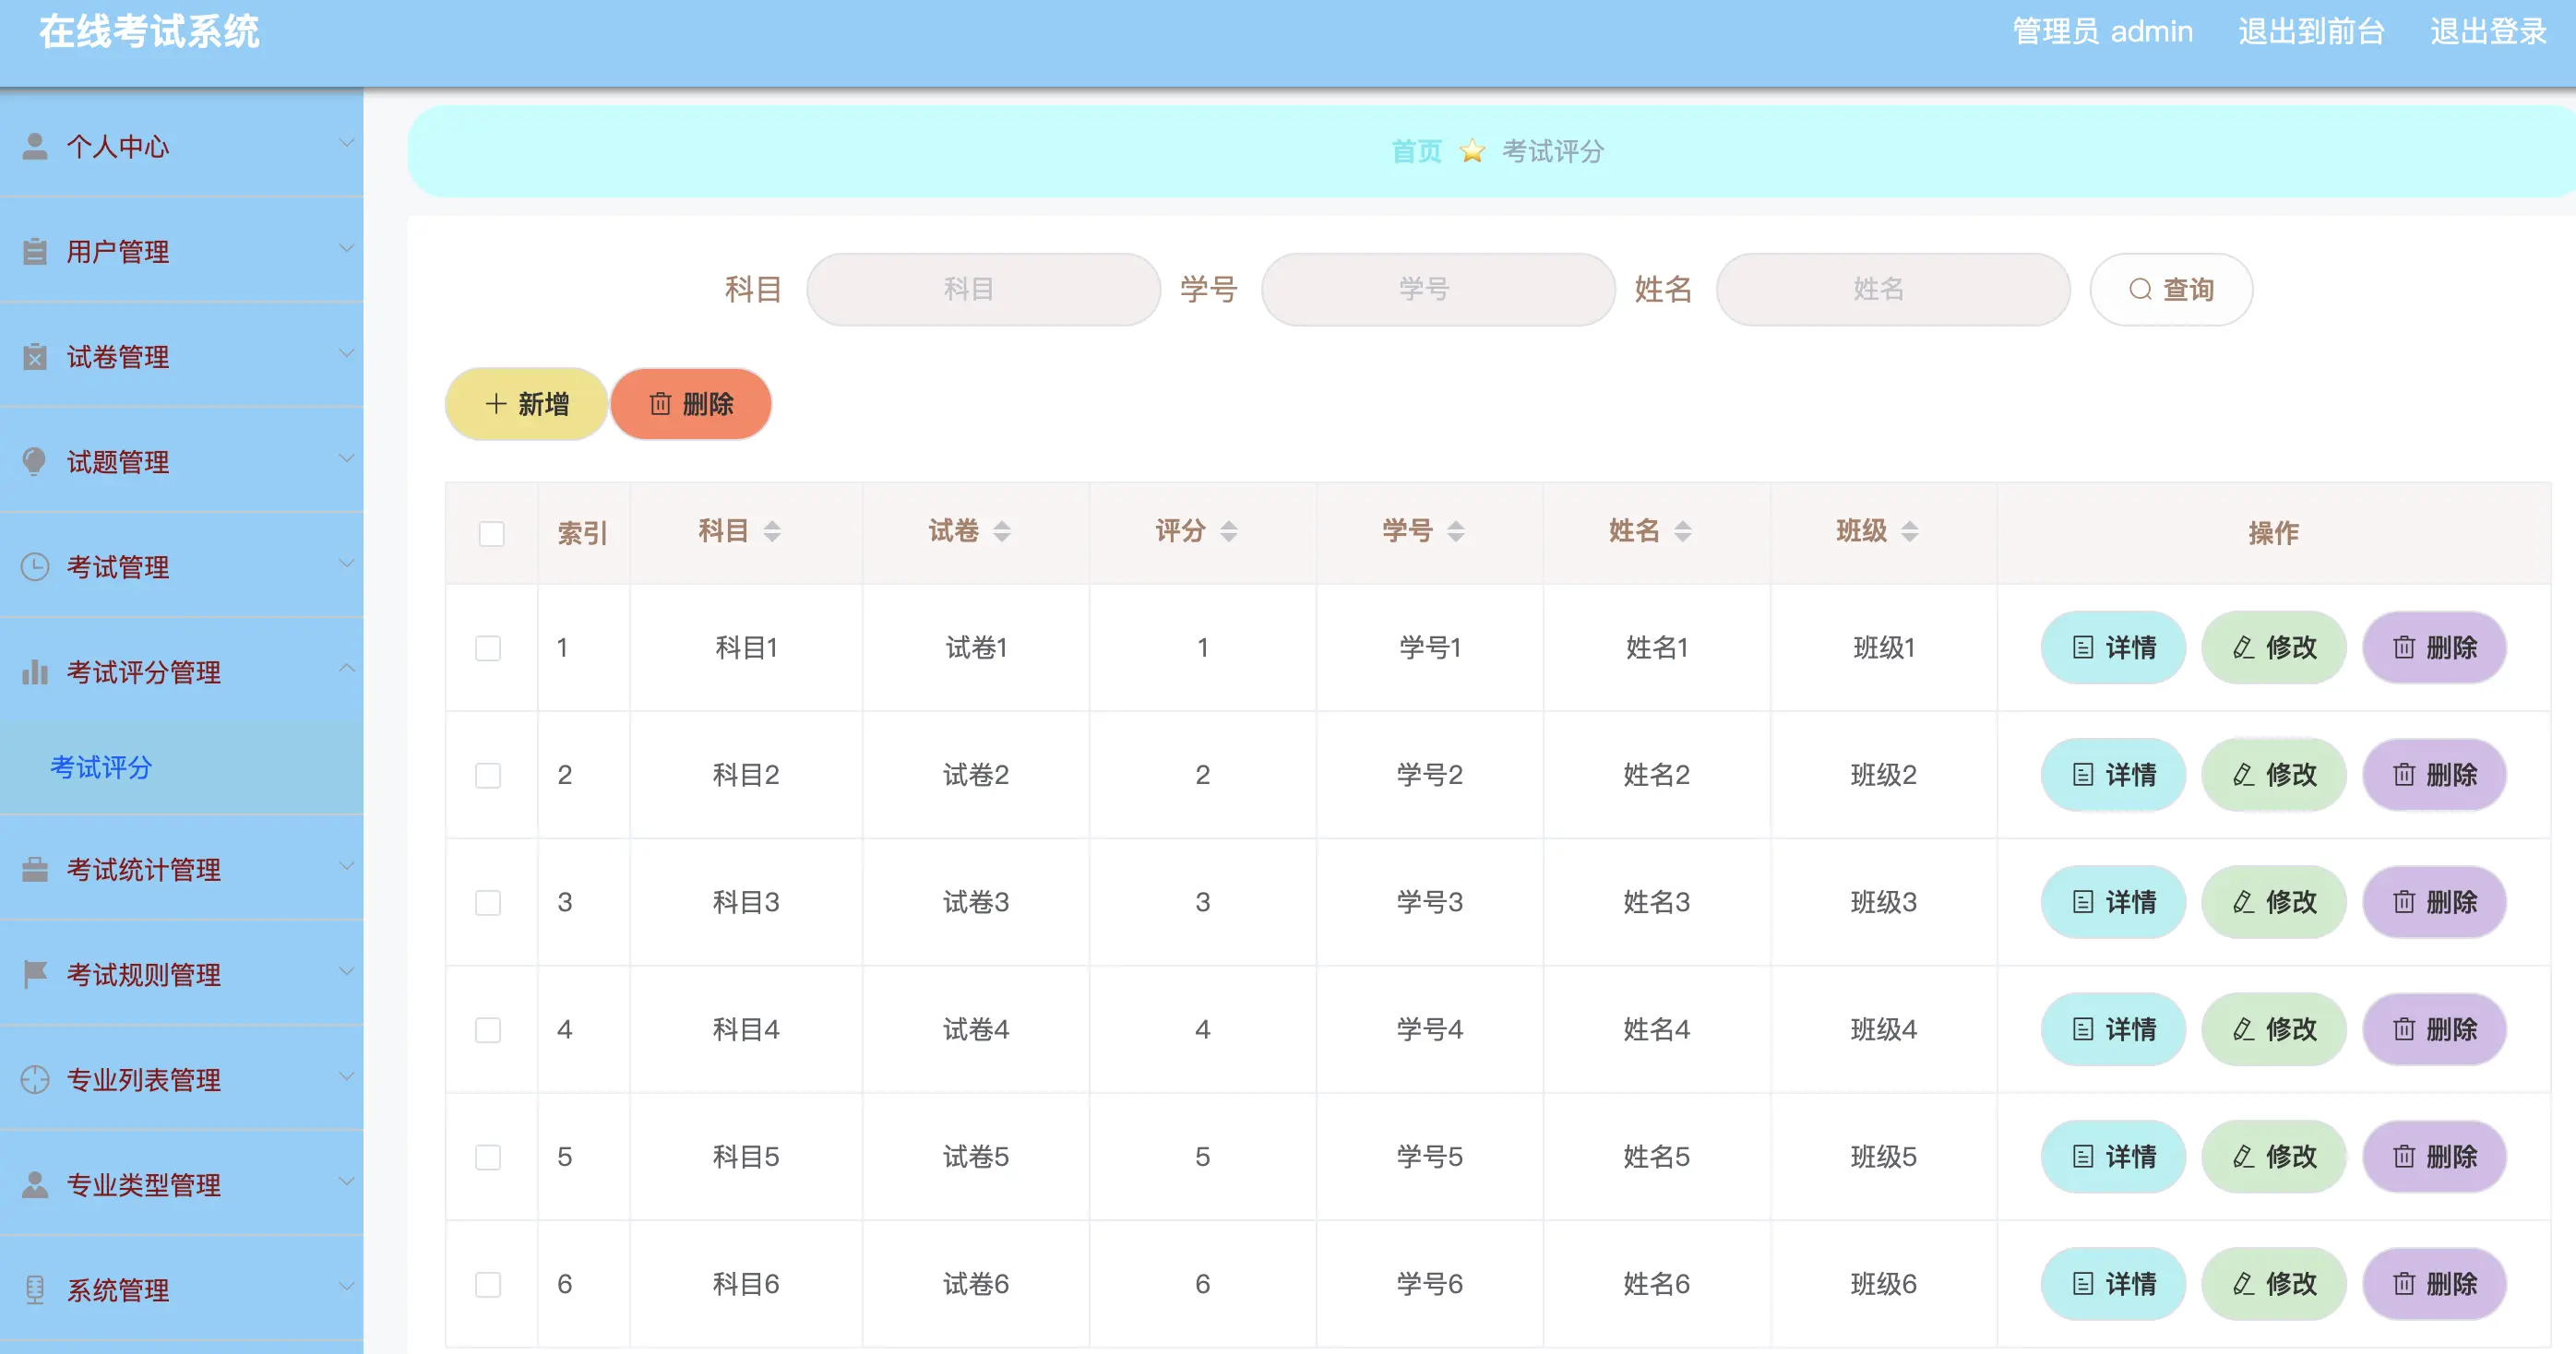 在线考试系统
管理员 admin 退出到前台 退出登录
个人中心
用户管理
试卷管理
试题管理
考试管理
考试评分管理
考试评分
考试统计管理
考试规则管理
专业列表管理
专业类型管理
系统管理
首页 考试评分
科目 科目 学号 学号 姓名 姓名 查询
新增 删除
索引 科目 试卷 评分 学号 姓名 班级 操作
1 科目1 试卷1 1 学号1 姓名1 班级1 详情 修改 删除
2 科目2 试卷2 2 学号2 姓名2 班级2 详情 修改 删除
3 科目3 试卷3 3 学号3 姓名3 班级3 详情 修改 删除
4 科目4 试卷4 4 学号4 姓名4 班级4 详情 修改 删除
5 科目5 试卷5 5 学号5 姓名5 班级5 详情 修改 删除
6 科目6 试卷6 6 学号6 姓名6 班级6 详情 修改 删除